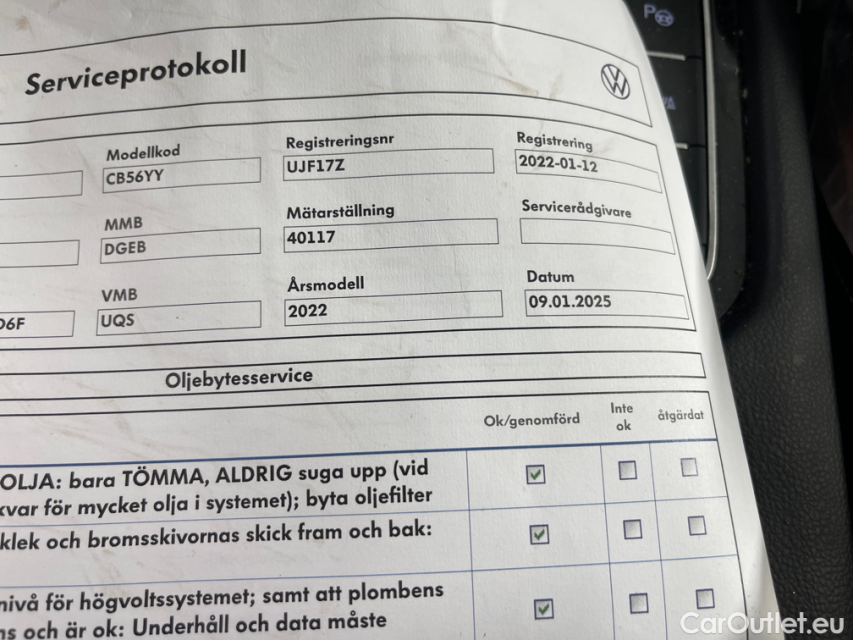 P
Serviceprotokoll
Modellkod
Registreringsnr
Registrering
CB56YY
UJF17Z
2022-01-12
MMB
Mätarställning
Servicerådgivare
DGEB
40117
VMB
Årsmodell
Datum
D6F
UQS
2022
09.01.2025
Oljebytesservice
Ok/genomförd
Inte
ok
åtgärdat
OLJA: bara TÖMMA, ALDRIG suga upp (vid
kvar för mycket olja i systemet); byta oljefilter
klek och bromsskivornas skick fram och bak:
nivå för högvoltssystemet; samt att plombens
ns och är ok: Underhåll och data måste
CarOutlet.eu